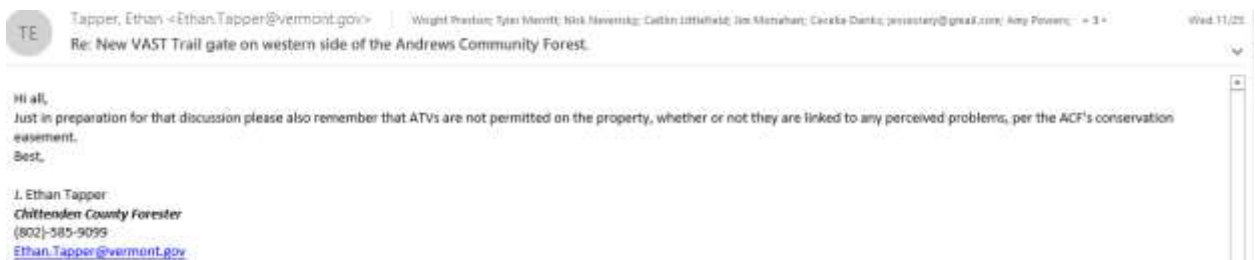 TE
Tapper, Ethan <Ethan.Tapper@vermont.gov>
Wright Preston; Tyler Merritt; Nick Neverisky; Caitlin Littlefield; Jim Monahan; Cecilia Danks; jessestary@gmail.com; Amy Powers; + 3 ▾
Wed 11/25
Re: New VAST Trail gate on western side of the Andrews Community Forest.
Hi all,
Just in preparation for that discussion please also remember that ATVs are not permitted on the property, whether or not they are linked to any perceived problems, per the ACF's conservation
easement.
Best,
J. Ethan Tapper
Chittenden County Forester
(802)-585-9099
Ethan.Tapper@vermont.gov